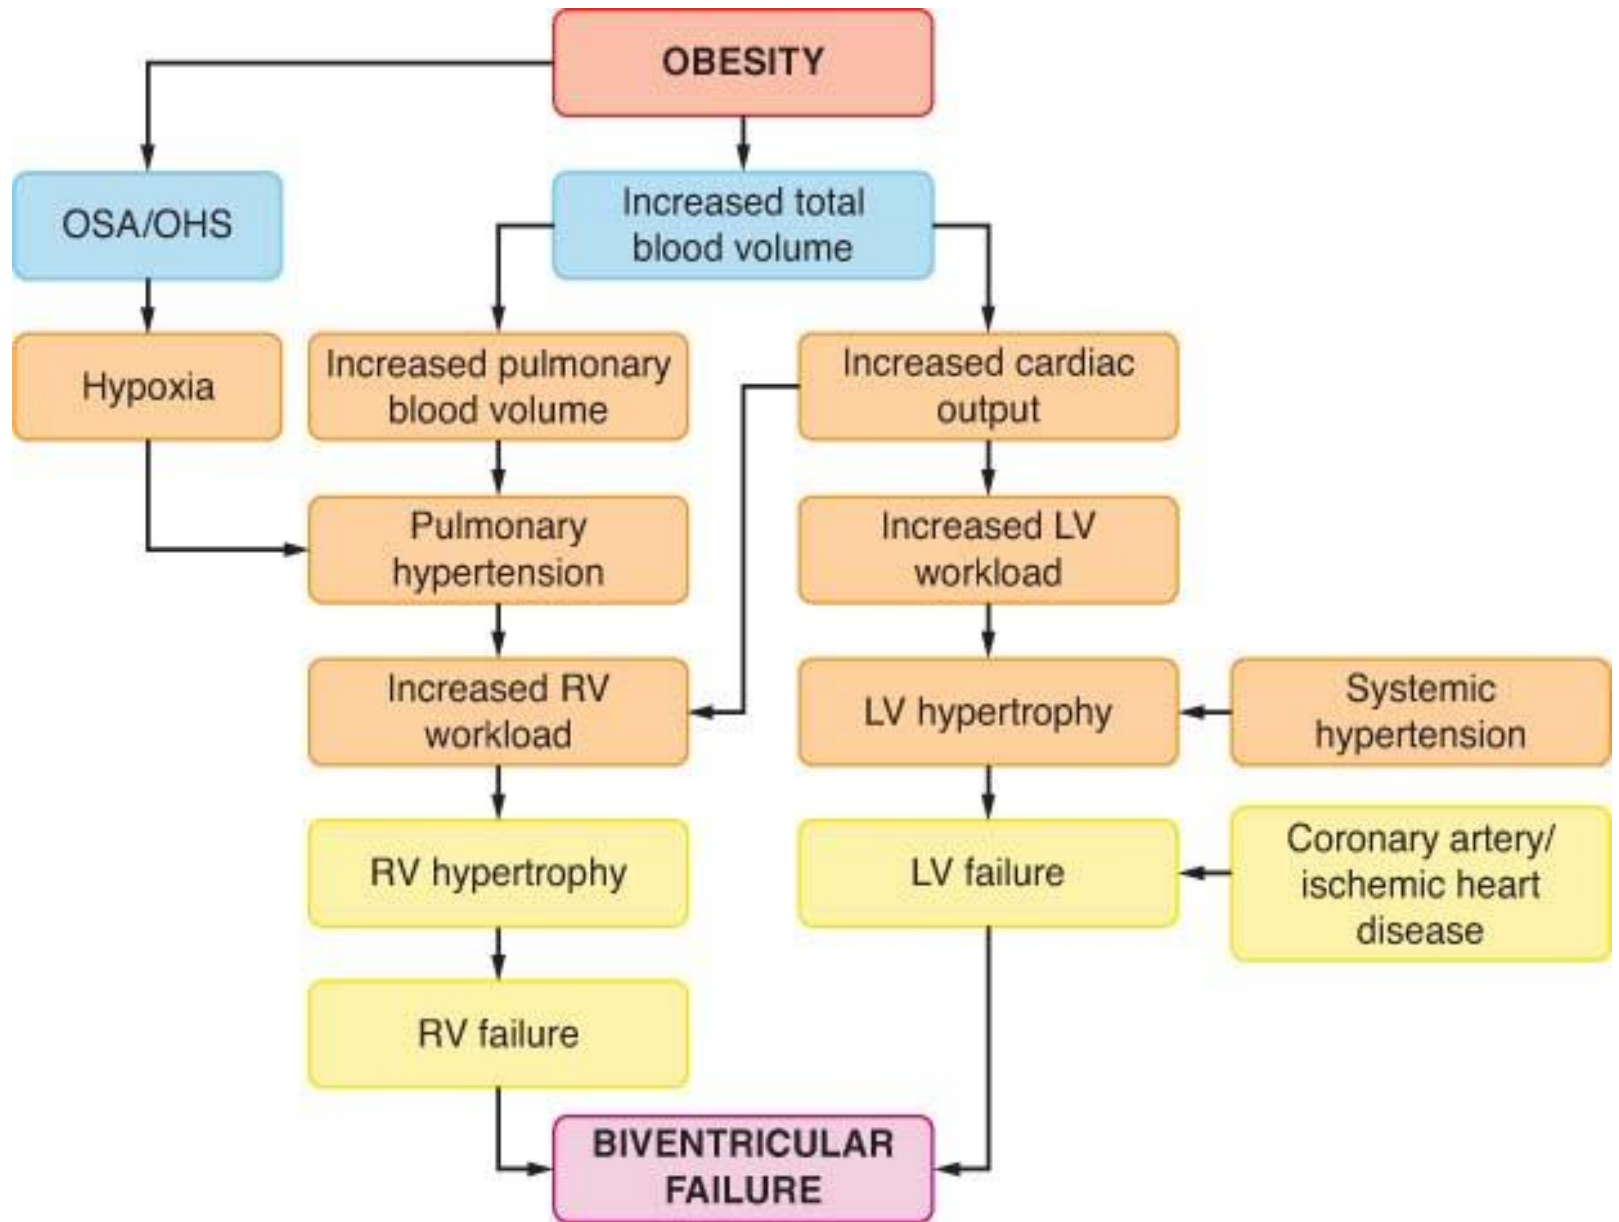 OBESITY
OSA/OHS
Increased total
blood volume
Hypoxia
Increased pulmonary
blood volume
Increased cardiac
output
Pulmonary
hypertension
Increased LV
workload
Increased RV
workload
LV hypertrophy
Systemic
hypertension
RV hypertrophy
LV failure
Coronary artery/
ischemic heart
disease
RV failure
BIVENTRICULAR
FAILURE